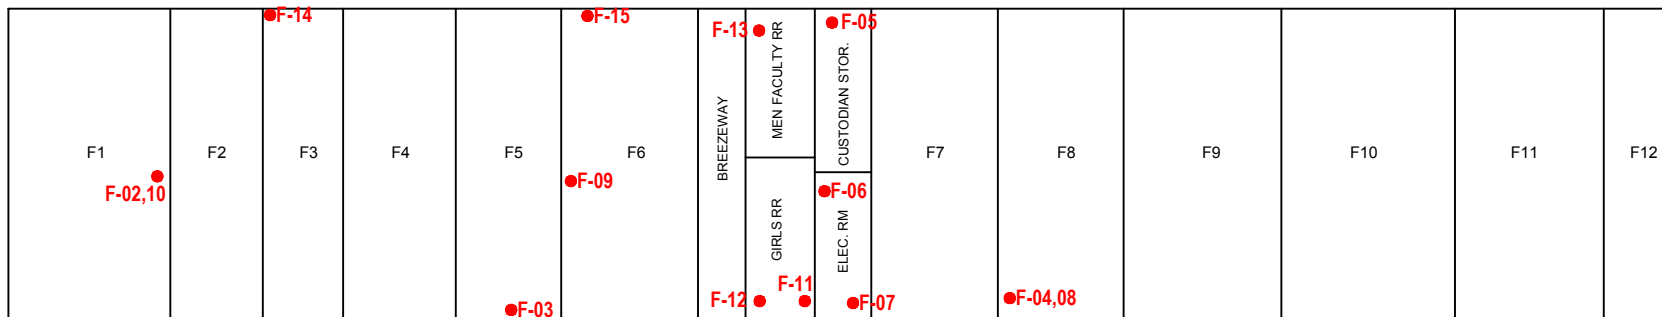 F-14
F-15
F-13
F-05
MEN FACULTY RR
CUSTODIAN STOR.
BREEZEWAY
F1
F2
F3
F4
F5
F6
F7
F8
F9
F10
F11
F12
F-02,10
F-09
F-06
GIRLS RR
ELEC. RM
F-11
F-12
F-07
F-04,08
F-03